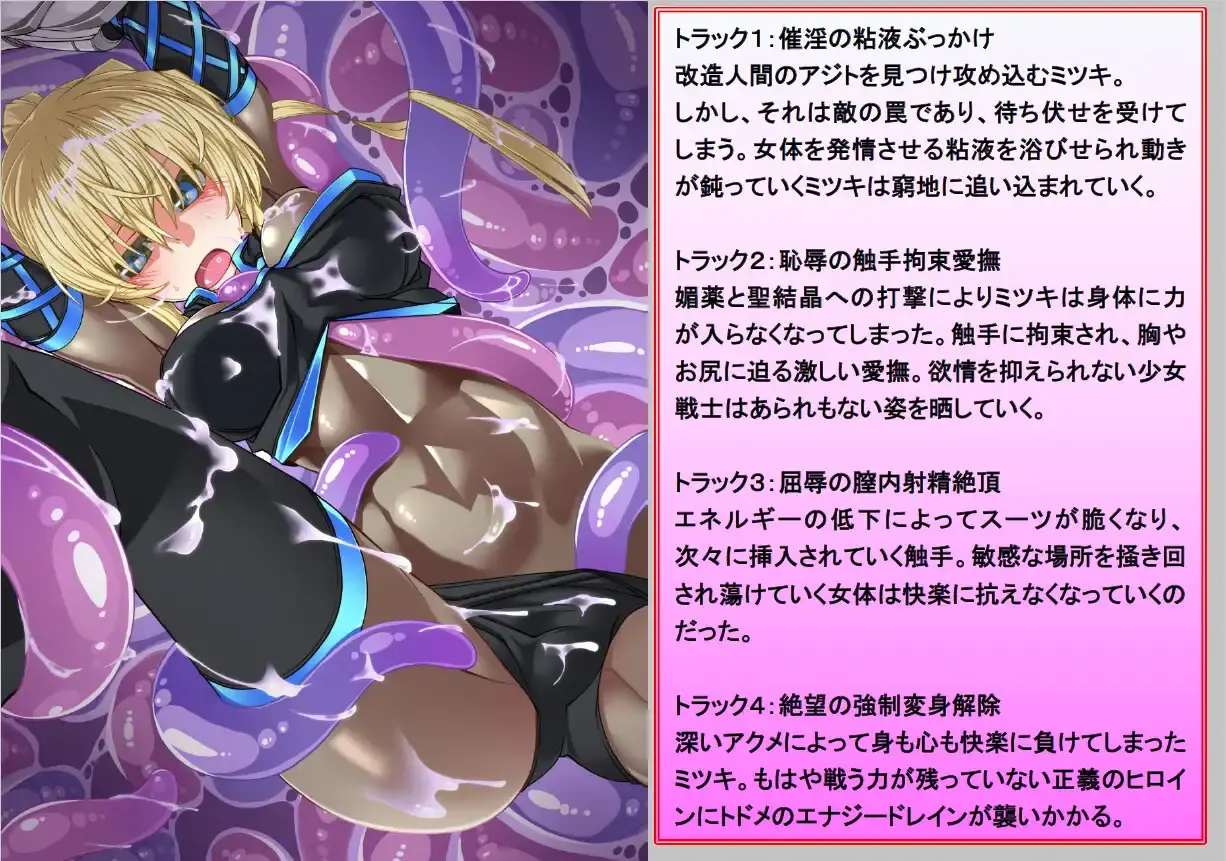 トラック1:催淫の粘液ぶっかけ
改造人間のアジトを見つけ攻め込むミツキ。
しかし、それは敵の罠であり、待ち伏せを受けて
しまう。女体を発情させる粘液を浴びせられ動き
が鈍っていくミツキは窮地に追い込まれていく。
トラック2:恥辱の触手拘束愛撫
媚薬と聖結晶への打撃によりミツキは身体に力
が入らなくなってしまった。触手に拘束され、胸や
お尻に迫る激しい愛撫。欲情を抑えられない少女
戦士はあられもない姿を晒していく。
トラック3:屈辱の膣内射精絶頂
エネルギーの低下によってスーツが脆くなり、
次々に挿入されていく触手。敏感な場所を掻き回
され蕩けていく女体は快楽に抗えなくなっていくの
だった。
トラック4:絶望の強制変身解除
深いアクメによって身も心も快楽に負けてしまった
ミツキ。もはや戦う力が残っていない正義のヒロイ
ンにトドメのエナジードレインが襲いかかる。